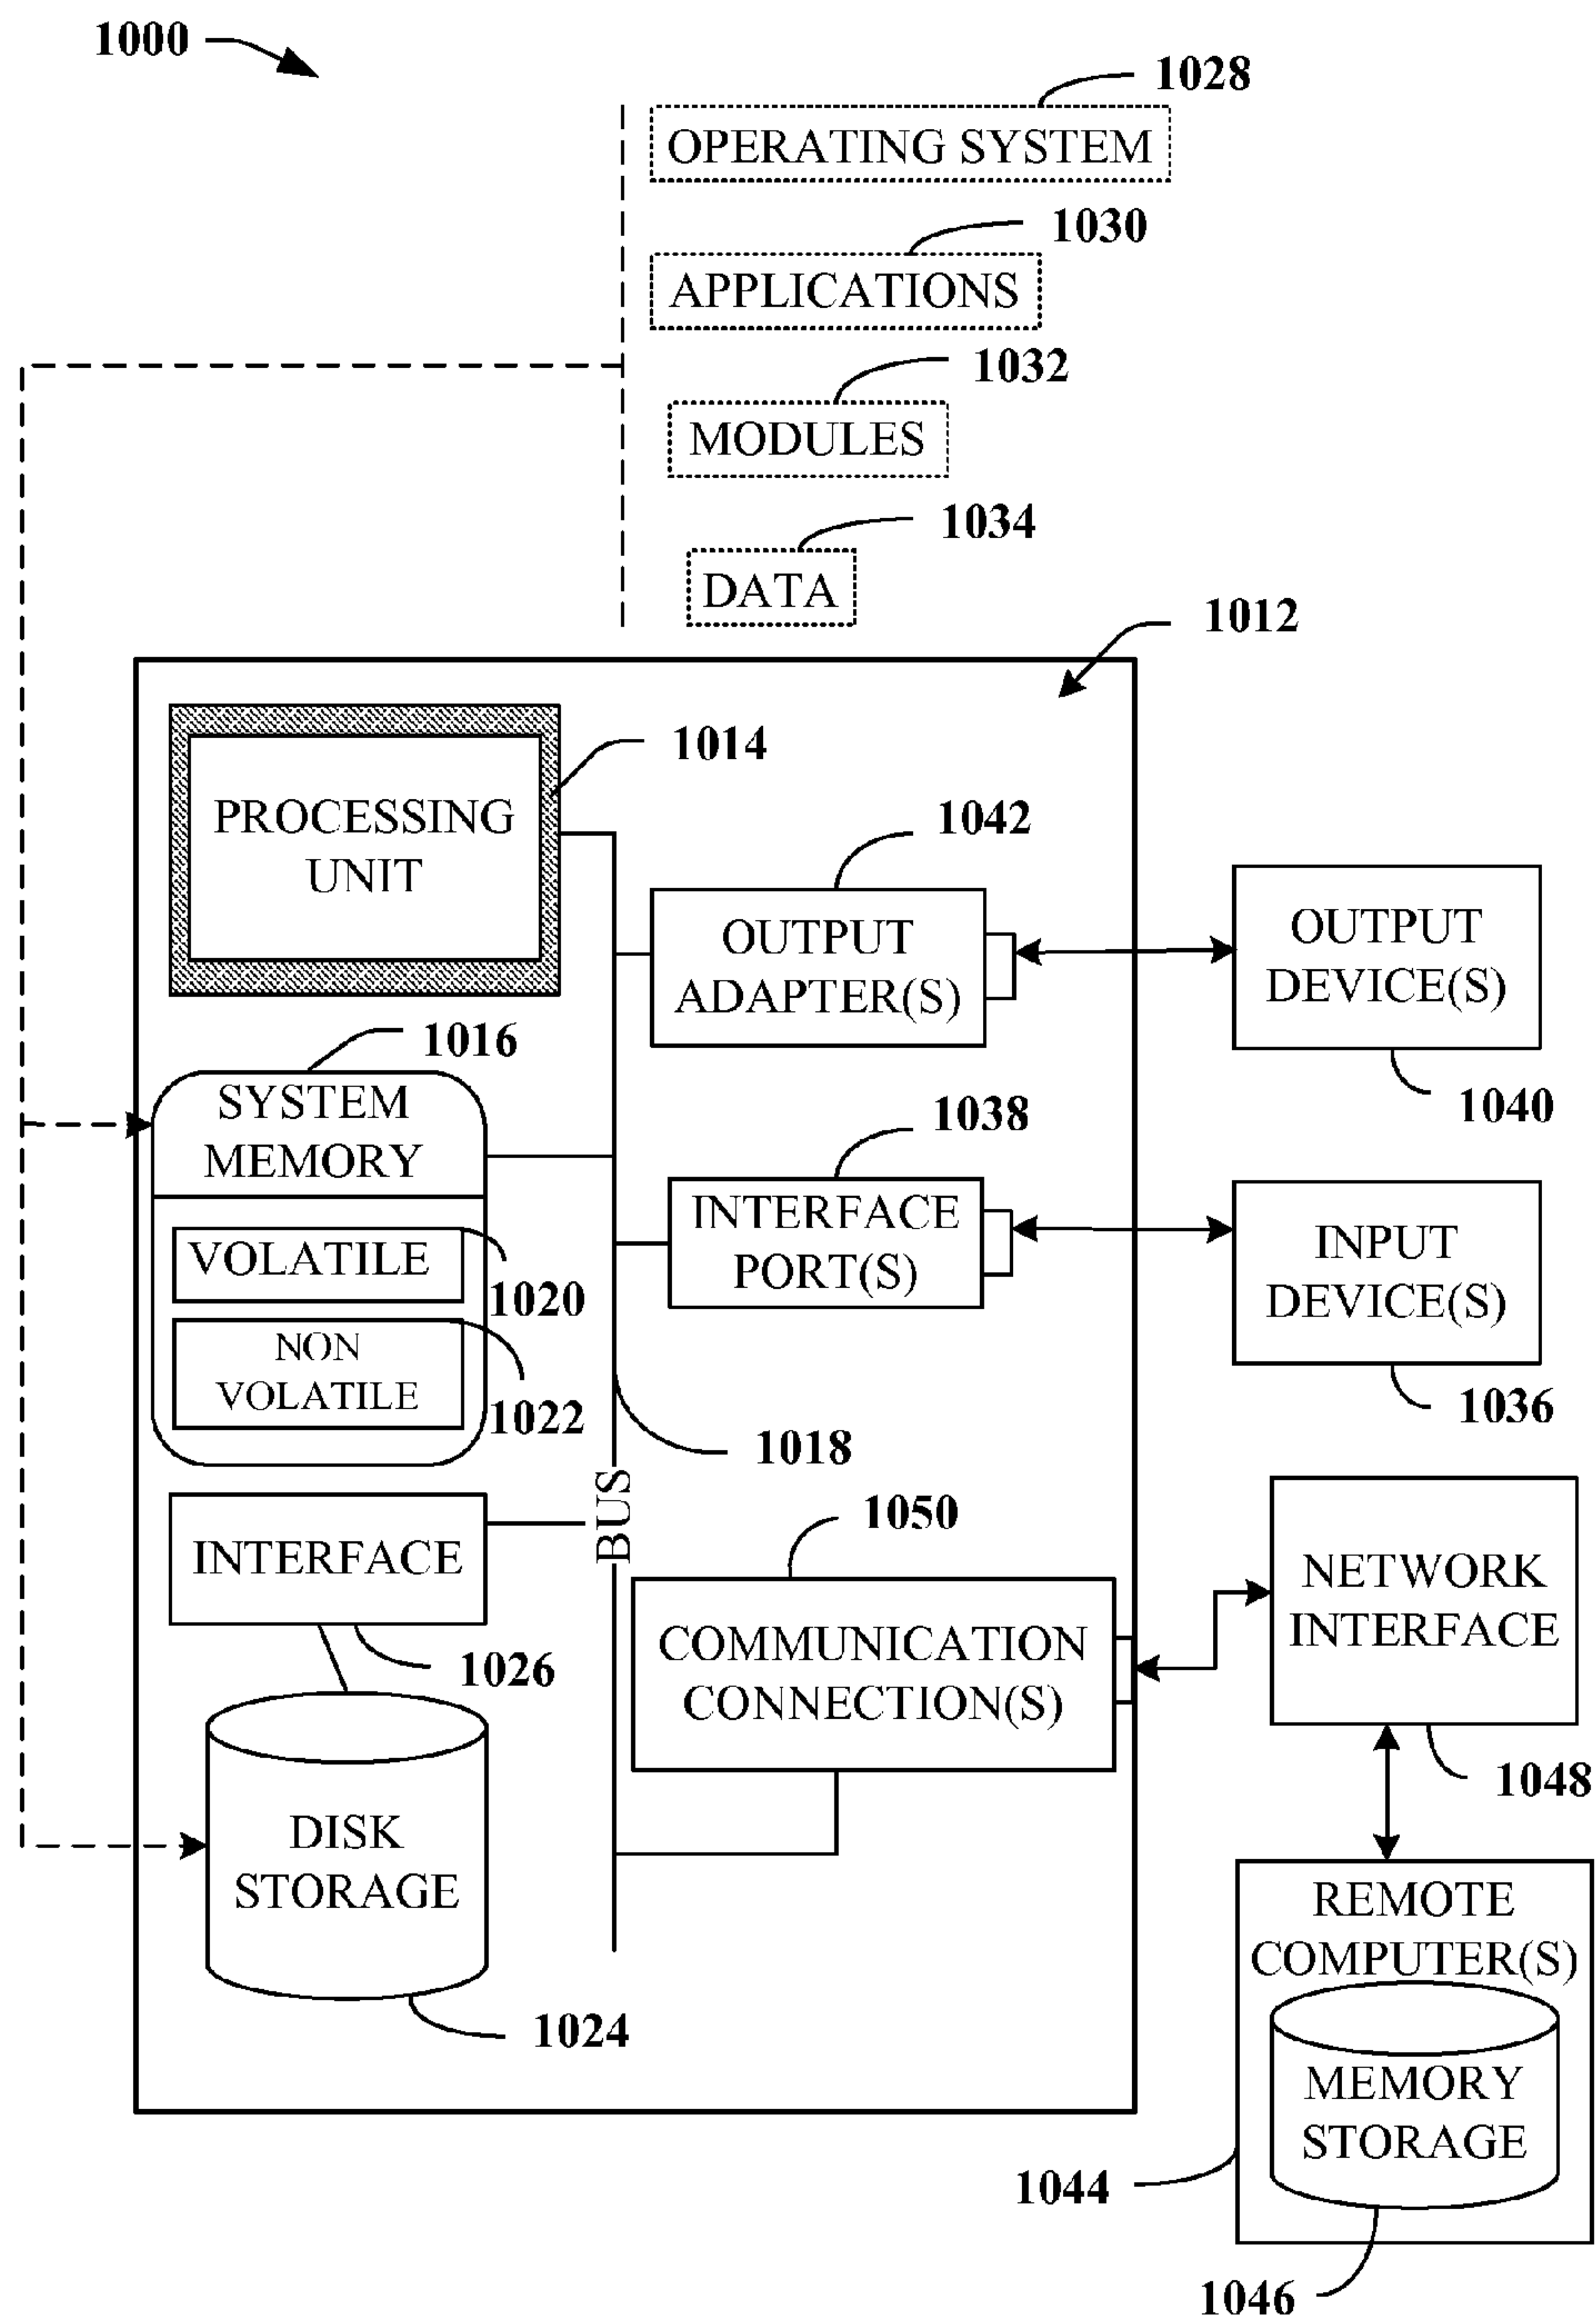 1000
1028
OPERATING SYSTEM
1030
APPLICATIONS
1032
MODULES
1034
DATA
1012
1014
PROCESSING
UNIT
1042
OUTPUT
ADAPTER(S)
OUTPUT
DEVICE(S)
1040
1016
SYSTEM
MEMORY
1038
INTERFACE
PORT(S)
INPUT
DEVICE(S)
1036
VOLATILE
1020
NON
VOLATILE
1022
1018
BUS
INTERFACE
1026
1050
COMMUNICATION
CONNECTION(S)
NETWORK
INTERFACE
1048
DISK
STORAGE
1024
REMOTE
COMPUTER(S)
MEMORY
STORAGE
1044
1046